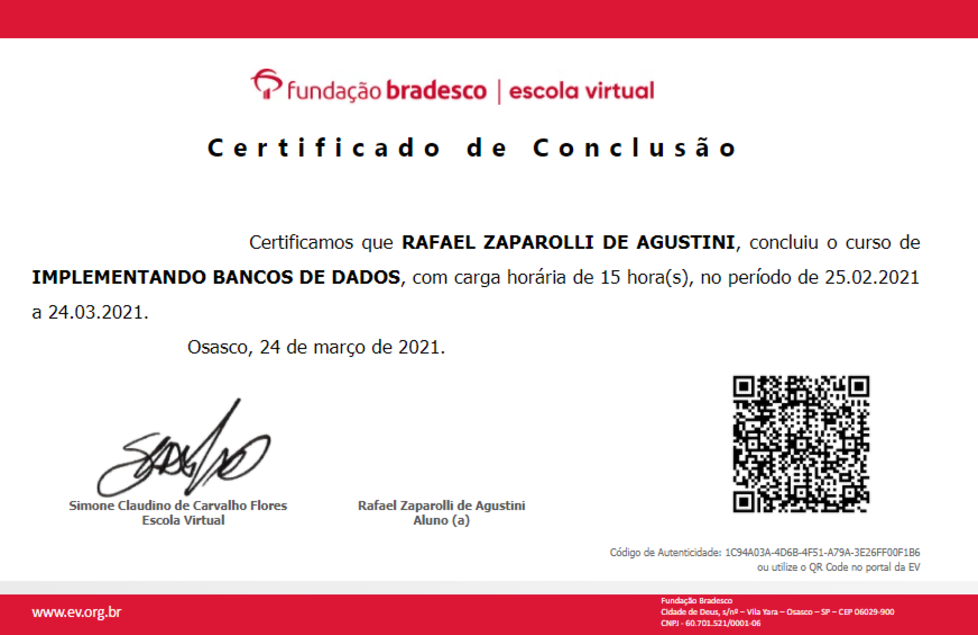 fundação bradesco | escola virtual
Certificado de Conclusão
Certificamos que RAFAEL ZAPAROLLI DE AGUSTINI, concluiu o curso de
IMPLEMENTANDO BANCOS DE DADOS, com carga horária de 15 hora(s), no período de 25.02.2021
a 24.03.2021.
Osasco, 24 de março de 2021.
Simone Claudino de Carvalho Flores
Escola Virtual
Rafael Zaparolli de Agustini
Aluno (a)
Código de Autenticidade: 1C94A03A-4D6B-4F51-A79A-3E26FF00F1B6
ou utilize o QR Code no portal da EV
www.ev.org.br
Fundação Bradesco
Cidade de Deus, s/nº – Vila Yara – Osasco – SP – CEP 06029-900
CNPJ - 60.701.521/0001-06